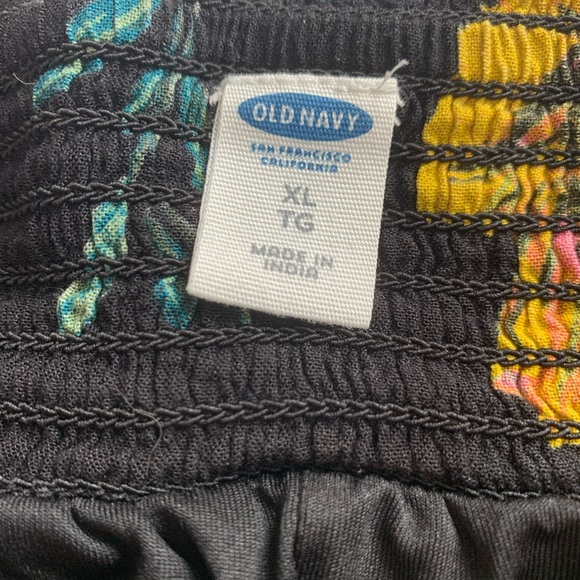 OLD NAVY
SAN FRANCISCO
CALIFORNIA
XL
TG
MADE IN
INDIA